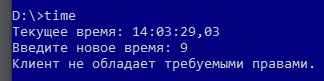 D:\>time
Текущее время: 14:03:29,03
Введите новое время: 9
Клиент не обладает требуемыми правами.